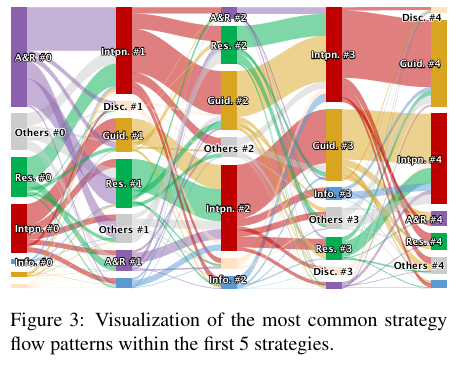 A&R #0
Others #0
Res. #0
Intpn. #0
Info. #0
Intpn. #1
Disc. #1
Guid. #1
Res. #1
Others #1
A&R #1
A&R #2
Res. #2
Guid. #2
Others #2
Intpn. #2
Info. #2
Intpn. #3
Guid. #3
Info. #3
Others #3
Res. #3
Disc. #3
Disc. #4
Guid. #4
Intpn. #4
A&R #4
Res. #4
Others #4
Figure 3: Visualization of the most common strategy
flow patterns within the first 5 strategies.